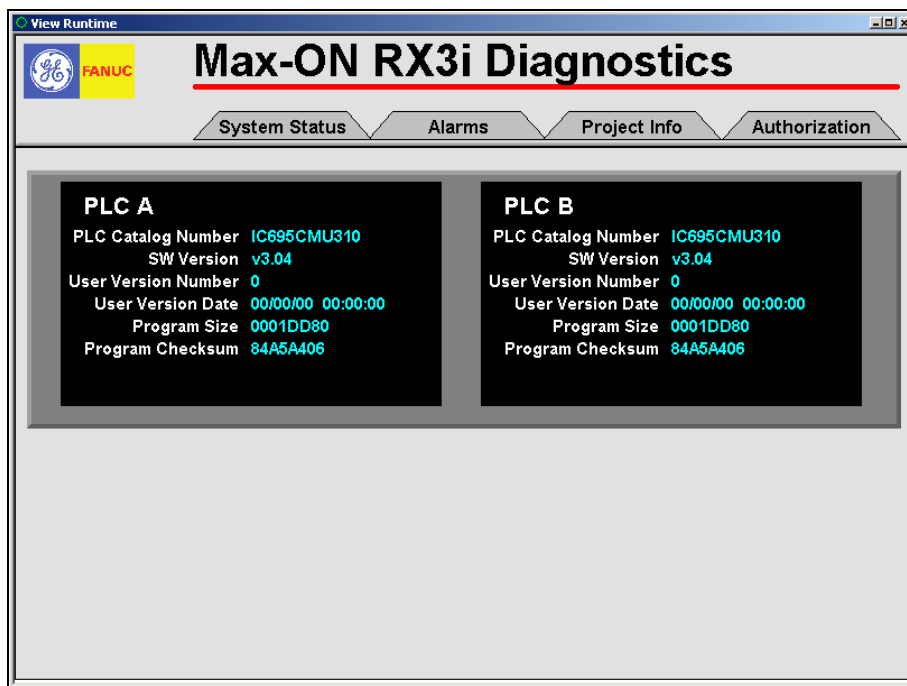 View Runtime
GE FANUC
Max-ON RX3i Diagnostics
System Status Alarms Project Info Authorization
PLC A
PLC Catalog Number IC695CMU310
SW Version v3.04
User Version Number 0
User Version Date 00/00/00 00:00:00
Program Size 0001DD80
Program Checksum 84A5A406
PLC B
PLC Catalog Number IC695CMU310
SW Version v3.04
User Version Number 0
User Version Date 00/00/00 00:00:00
Program Size 0001DD80
Program Checksum 84A5A406